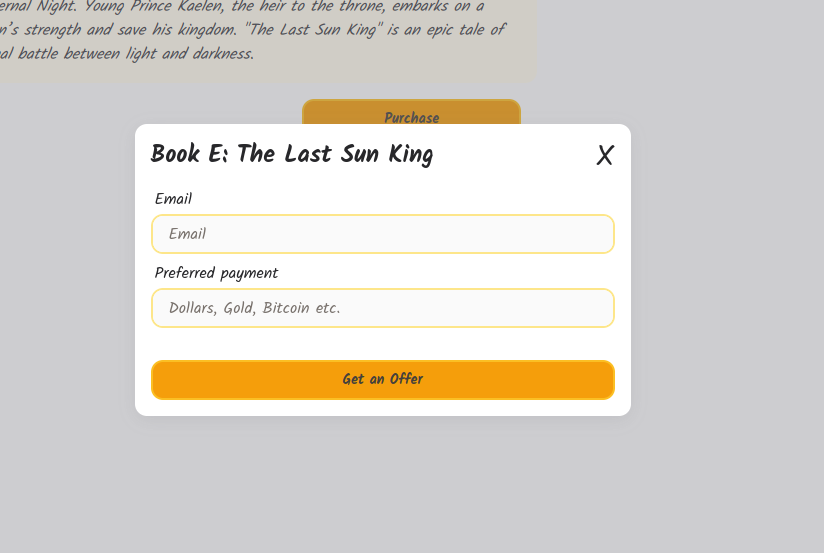 ernal Night. Young Prince Kaelen, the heir to the throne, embarks on a
n's strength and save his kingdom. "The Last Sun King" is an epic tale of
al battle between light and darkness.
Purchase
Book E: The Last Sun King
X
Email
Email
Preferred payment
Dollars, Gold, Bitcoin etc.
Get an Offer